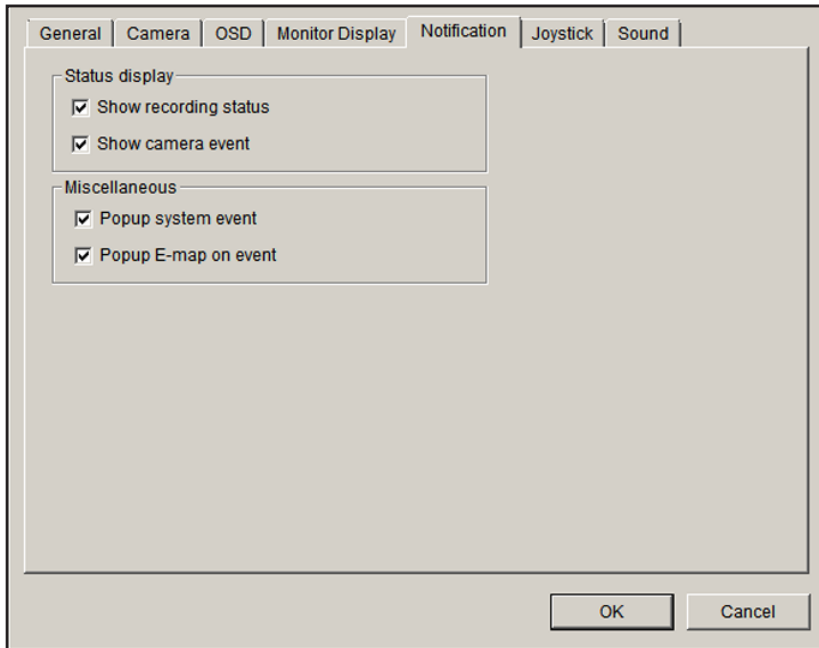 General Camera OSD Monitor Display Notification Joystick Sound
Status display
Show recording status
Show camera event
Miscellaneous
Popup system event
Popup E-map on event
OK Cancel